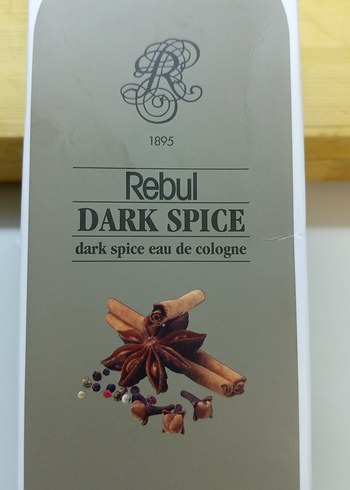 R
1895
Rebul
DARK SPICE
dark spice eau de cologne